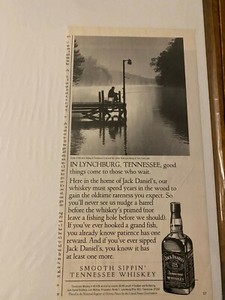 IN LYNCHBURG, TENNESSEE, good
things come to those who wait.
Here in the home of Jack Daniel's, our
whiskey must spend years in the wood to
gain the oldtime rareness you expect. So
you'll never see us nudge a barrel
before the whiskey's gained (not
leave a fishing hole before we should).
If you've ever hooked a grand fish,
you already know patience has one
reward. And if you've ever sipped
Jack Daniel's, you know it has
at least one more.
SMOOTH SIPPIN'
TENNESSEE WHISKEY